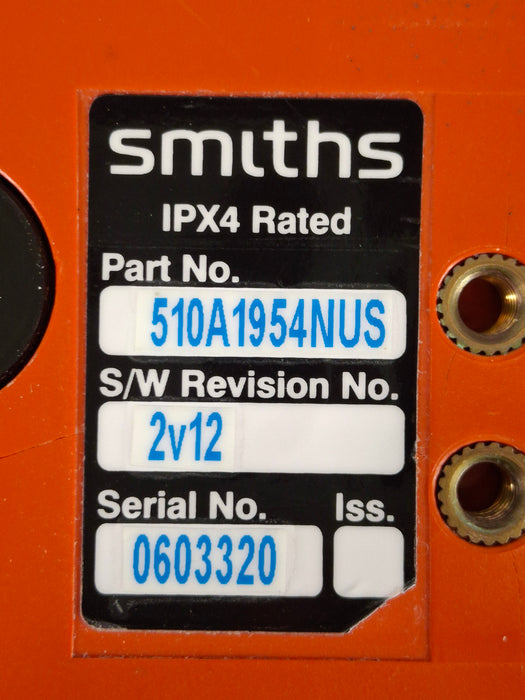 smiths
IPX4 Rated
Part No.
510A1954NUS
S/W Revision No.
2v12
Serial No. Iss.
0603320